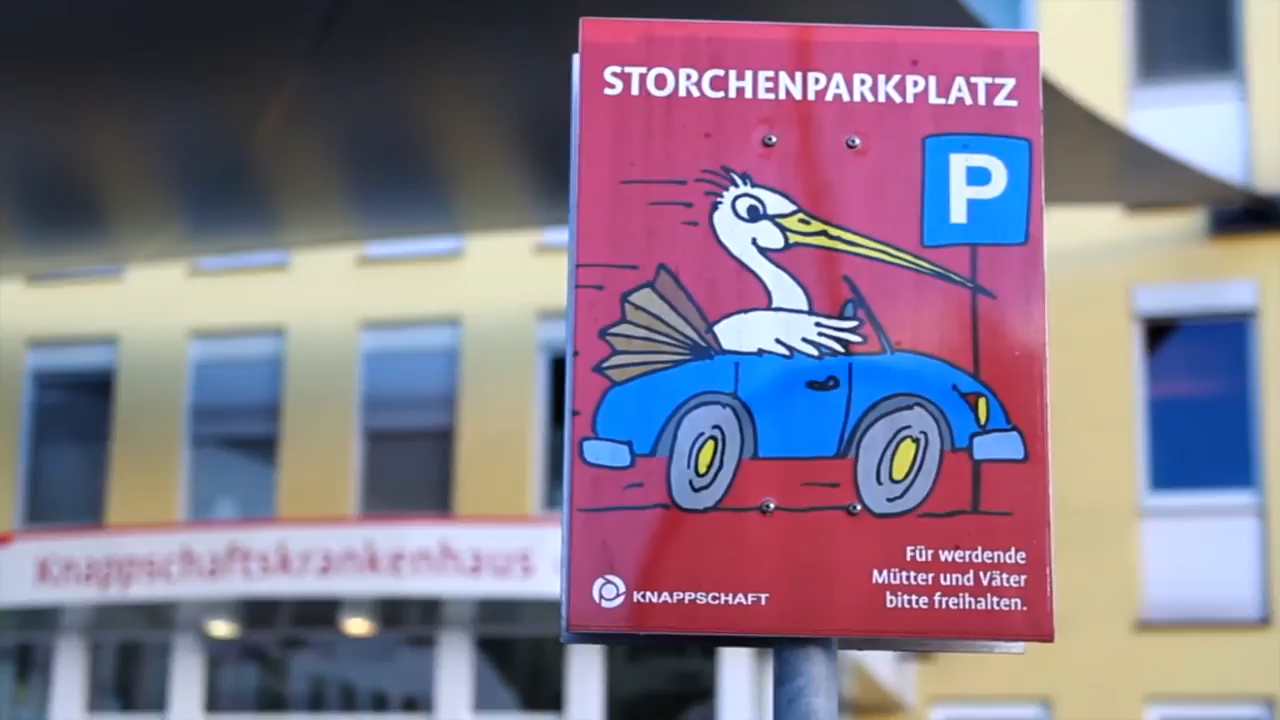 STORCHENPARKPLATZ
P
Für werdende
Mütter und Väter
bitte freihalten.
KNAPPSCHAFT
Knappschaftskrankenhaus